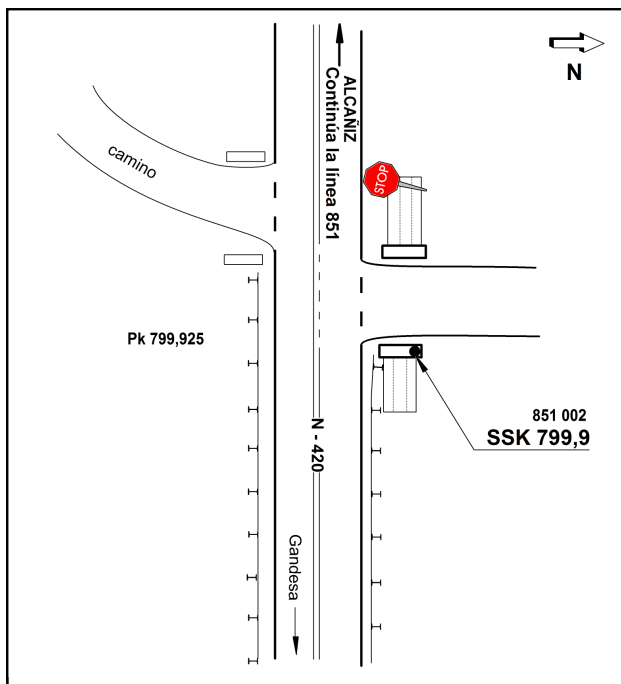 N
ALCAÑIZ
Continúa la línea 851
camino
STOP
Pk 799,925
851 002
SSK 799,9
N - 420
Gandesa